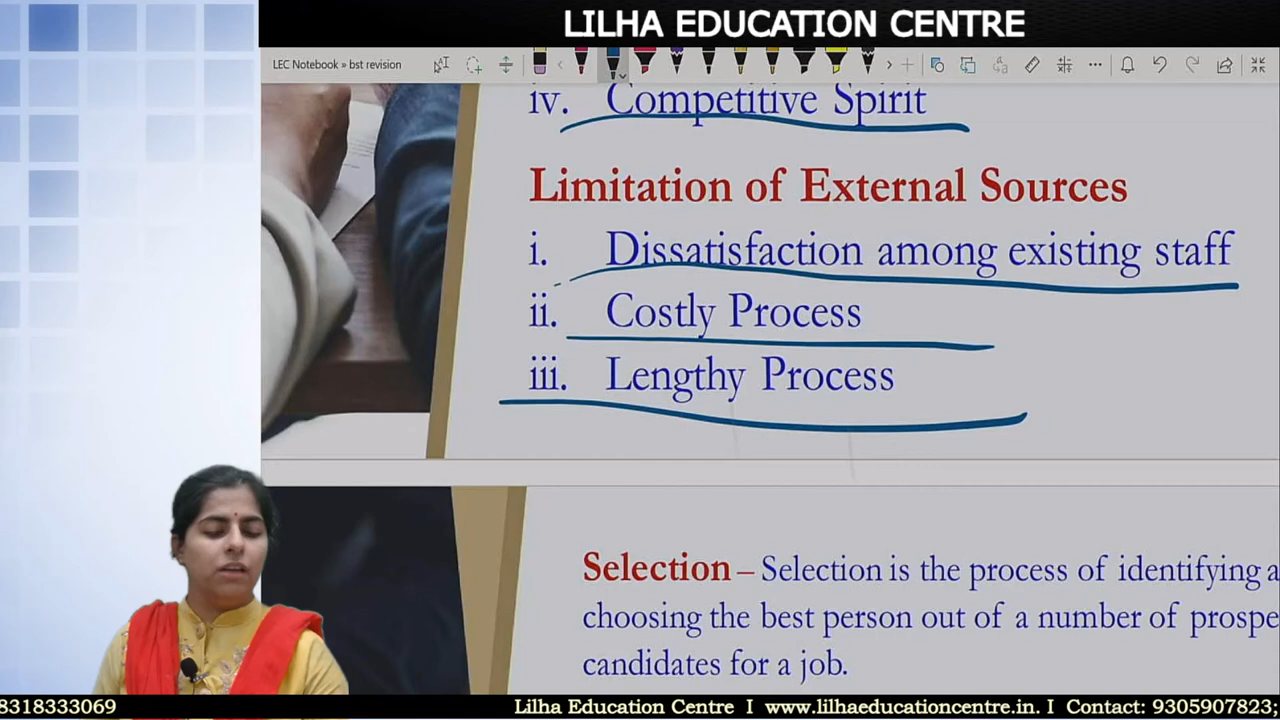 LILHA EDUCATION CENTRE
LEC Notebook » bst revision
iv. Competitive Spirit
Limitation of External Sources
i. Dissatisfaction among existing staff
ii. Costly Process
iii. Lengthy Process
Selection – Selection is the process of identifying a
choosing the best person out of a number of prospe
candidates for a job.
8318333069 Lilha Education Centre I www.lilhaeducationcentre.in. I Contact: 9305907823;